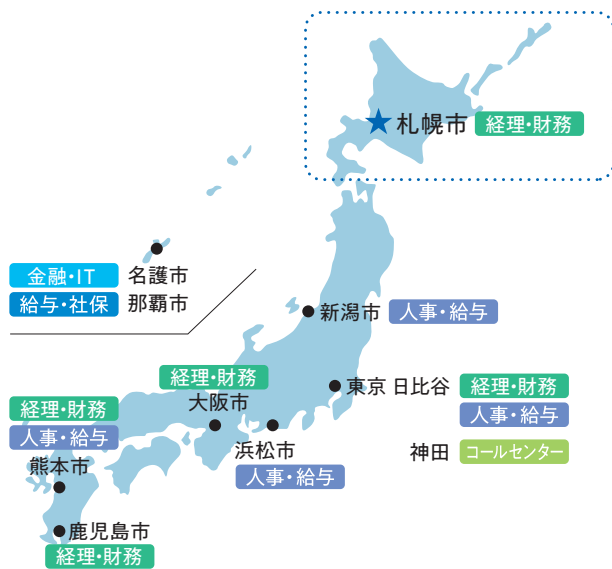 札幌市 経理・財務
金融・IT 名護市
給与・社保 那覇市
新潟市 人事・給与
経理・財務
大阪市
東京 日比谷 経理・財務
人事・給与
経理・財務
人事・給与
熊本市
浜松市
人事・給与
神田 コールセンター
鹿児島市
経理・財務